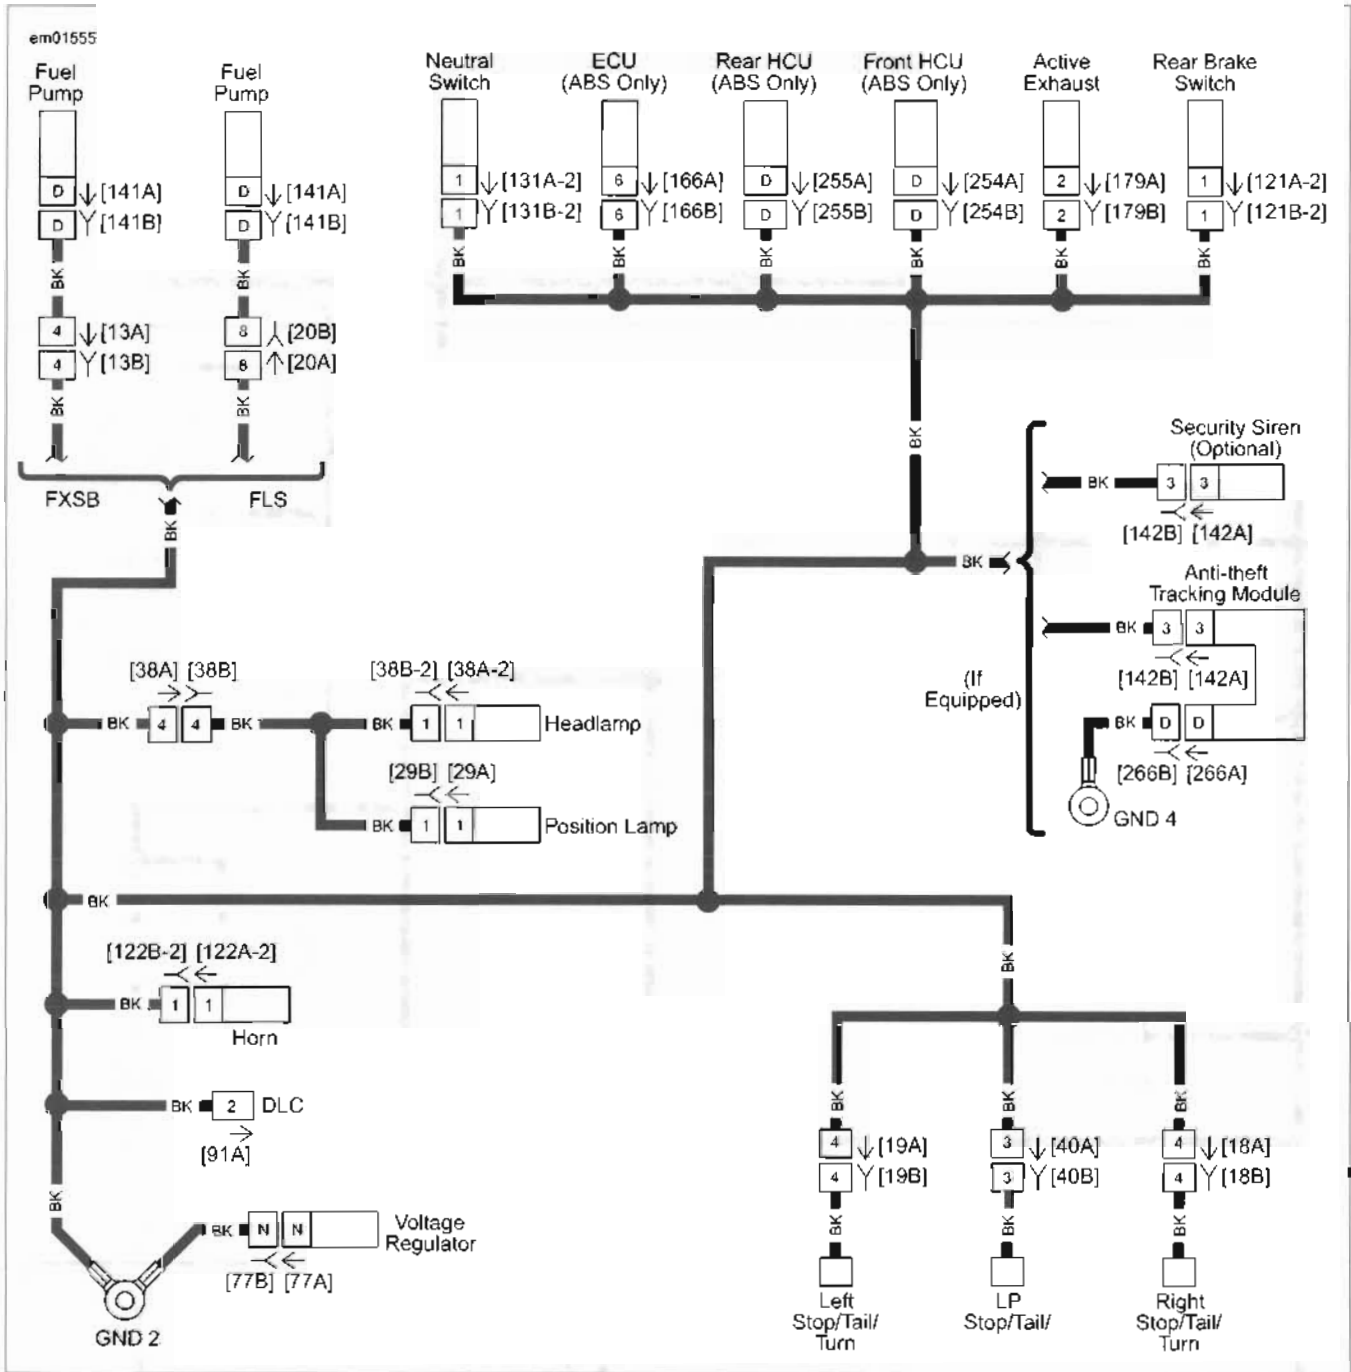 em01555
Fuel
Pump
Fuel
Pump
Neutral
Switch
ECU
(ABS Only)
Rear HCU
(ABS Only)
Front HCU
(ABS Only)
Active
Exhaust
Rear Brake
Switch
D [141A]
D [141B]
D [141A]
D [141B]
1 [131A-2]
1 [131B-2]
6 [166A]
6 [166B]
D [255A]
D [255B]
D [254A]
D [254B]
2 [179A]
2 [179B]
1 [121A-2]
1 [121B-2]
BK
BK
BK
BK
BK
BK
BK
BK
4 [13A]
4 [13B]
8 [20B]
8 [20A]
BK
BK
FXSB
FLS
BK
BK
Security Siren
(Optional)
BK 3 3
[142B] [142A]
BK
Anti-theft
Tracking Module
BK 3 3
[142B] [142A]
(If
Equipped)
BK D D
[266B] [266A]
GND 4
[38A] [38B]
BK 4 4 BK
[38B-2] [38A-2]
BK 1 1 Headlamp
[29B] [29A]
BK 1 1 Position Lamp
BK
[122B-2] [122A-2]
BK 1 1
Horn
BK
BK 2 DLC
[91A]
BK
BK N N
Voltage
Regulator
[77B] [77A]
GND 2
BK
BK
BK
4 [19A]
4 [19B]
3 [40A]
3 [40B]
4 [18A]
4 [18B]
BK
BK
BK
Left
Stop/Tail/
Turn
LP
Stop/Tail/
Right
Stop/Tail/
Turn